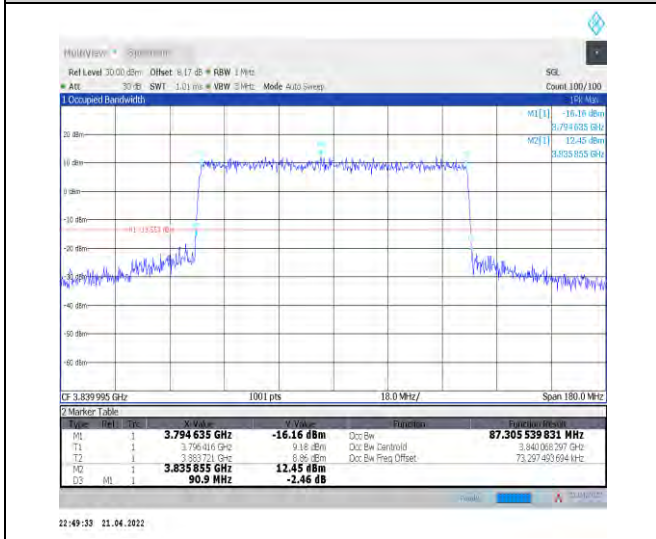 MultiView Spectrum
Ref Level 30.00 dBm Offset 8.17 dB RBW 1 MHz SGL
Att 30 dB SWT 1.01 ms VBW 3 MHz Mode Auto Sweep Count 100/100
1 Occupied Bandwidth 1Pk Max
M1[1] -16.16 dBm
3.794 635 GHz
M2[1] 12.45 dBm
3.835 855 GHz
20 dBm
10 dBm
0 dBm
-10 dBm
-20 dBm
-30 dBm
-40 dBm
-50 dBm
-60 dBm
CF 3.839 995 GHz 1001 pts 18.0 MHz/ Span 180.0 MHz
2 Marker Table
Type Ref Trc X-Value Y-Value Function Function Result
M1 1 3.794 635 GHz -16.16 dBm Occ Bw 87.305 539 831 MHz
T1 1 3.796 416 GHz 9.18 dBm Occ Bw Centroid 3.840 068 297 GHz
T2 1 3.883 721 GHz 8.86 dBm Occ Bw Freq Offset 73.297 493 694 kHz
M2 1 3.835 855 GHz 12.45 dBm
D3 M1 1 90.9 MHz -2.46 dB
22:49:33 21.04.2022